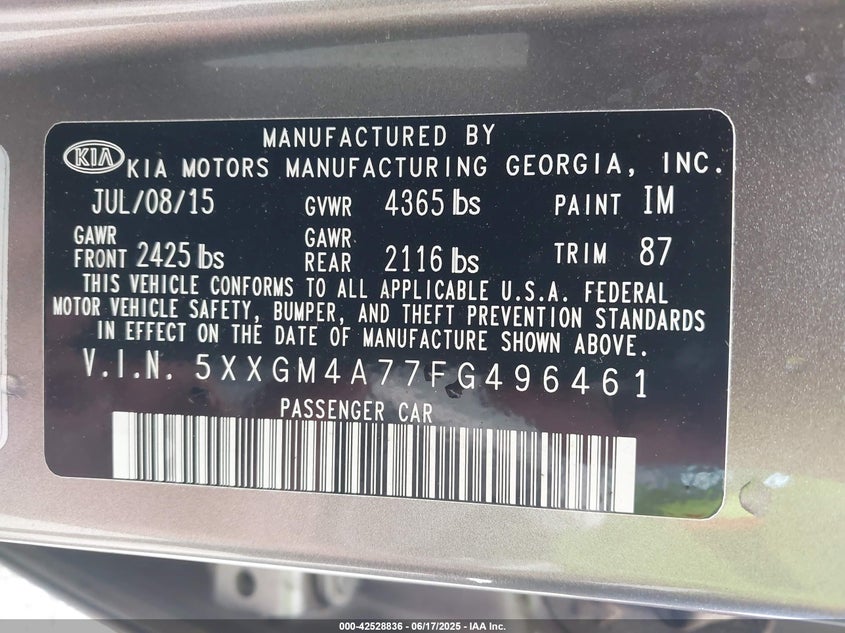 MANUFACTURED BY
KIA KIA MOTORS MANUFACTURING GEORGIA, INC.
JUL/08/15 GVWR 4365 lbs PAINT IM
GAWR FRONT 2425 lbs GAWR REAR 2116 lbs TRIM 87
THIS VEHICLE CONFORMS TO ALL APPLICABLE U.S.A. FEDERAL
MOTOR VEHICLE SAFETY, BUMPER, AND THEFT PREVENTION STANDARDS
IN EFFECT ON THE DATE OF MANUFACTURE SHOWN ABOVE.
V.I.N. 5XXGM4A77FG496461
PASSENGER CAR
000-42528836 - 06/17/2025 - IAA Inc.